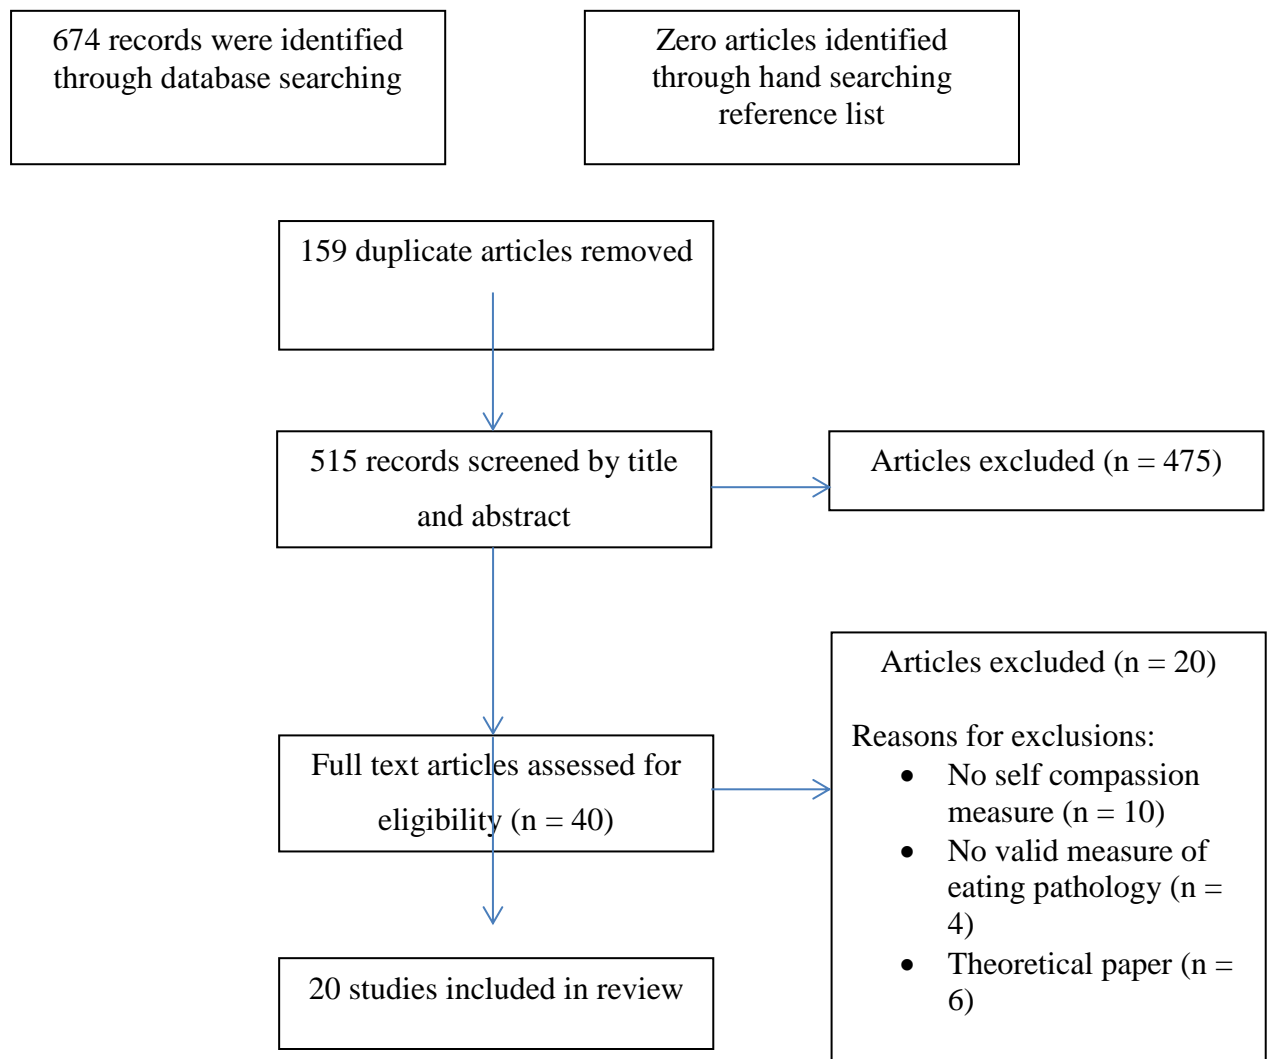 674 records were identified
through database searching
Zero articles identified
through hand searching
reference list
159 duplicate articles removed
515 records screened by title
and abstract
Articles excluded (n = 475)
Full text articles assessed for
eligibility (n = 40)
Articles excluded (n = 20)
Reasons for exclusions:
• No self compassion
measure (n = 10)
• No valid measure of
eating pathology (n =
4)
• Theoretical paper (n =
6)
20 studies included in review